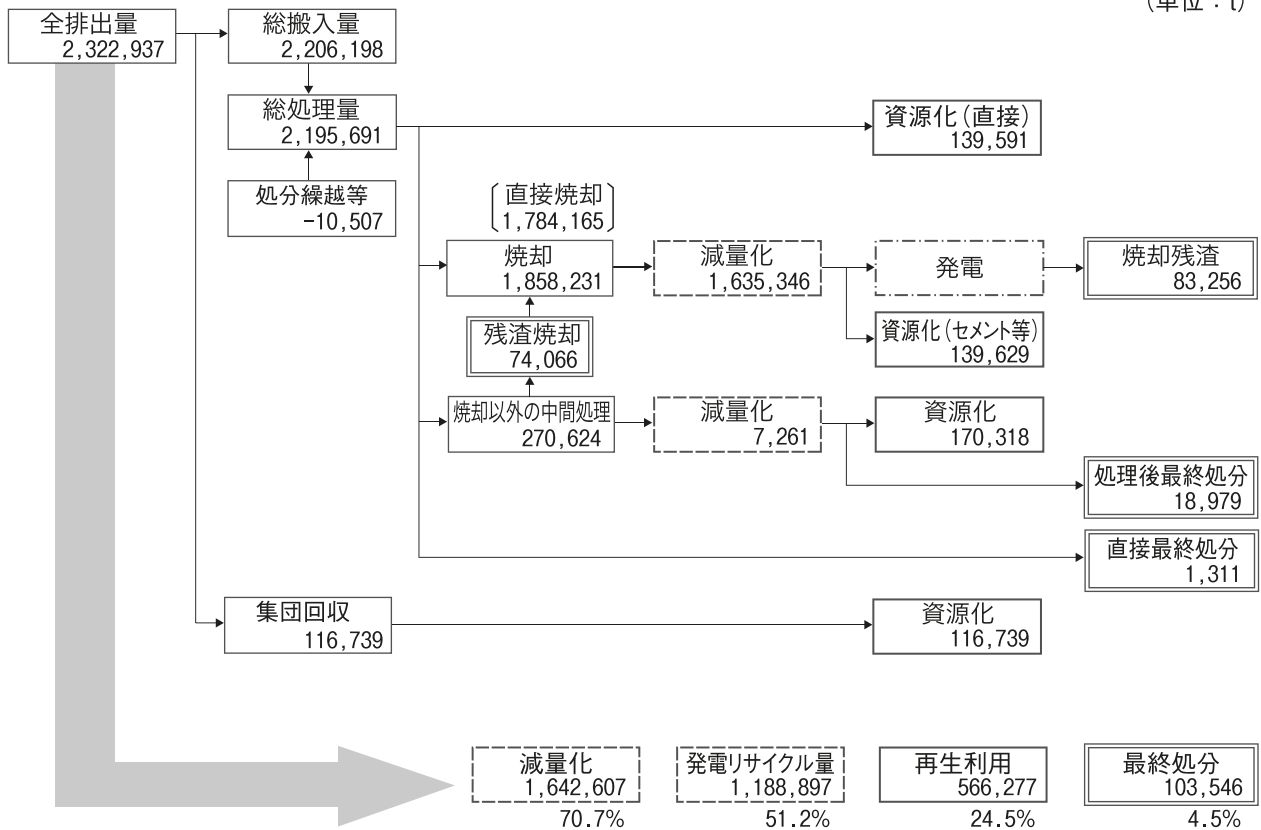 (単位：t)
全排出量
2,322,937
総搬入量
2,206,198
総処理量
2,195,691
資源化(直接)
139,591
処分繰越等
-10,507
直接焼却
1,784,165
焼却
1,858,231
減量化
1,635,346
発電
焼却残渣
83,256
残渣焼却
74,066
資源化(セメント等)
139,629
焼却以外の中間処理
270,624
減量化
7,261
資源化
170,318
処理後最終処分
18,979
直接最終処分
1,311
集団回収
116,739
資源化
116,739
減量化
1,642,607
70.7%
発電リサイクル量
1,188,897
51.2%
再生利用
566,277
24.5%
最終処分
103,546
4.5%